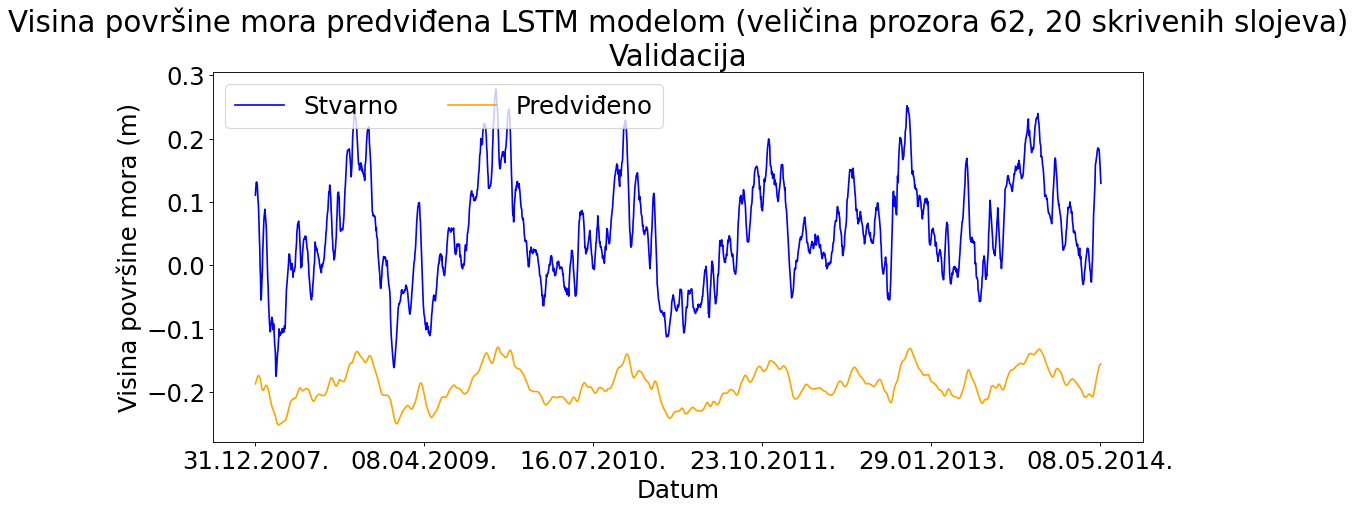 Visina površine mora predviđena LSTM modelom (veličina prozora 62, 20 skrivenih slojeva)
Validacija
Stvarno Predviđeno
Visina površine mora (m)
0.3
0.2
0.1
0.0
−0.1
−0.2
31.12.2007. 08.04.2009. 16.07.2010. 23.10.2011. 29.01.2013. 08.05.2014.
Datum